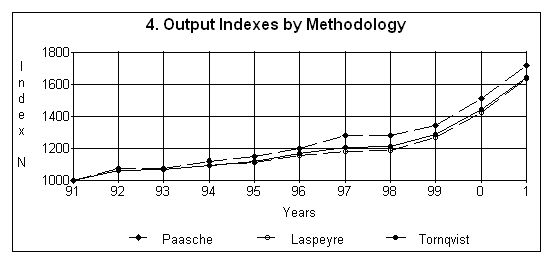 4. Output Indexes by Methodology
Index N
1800
1600
1400
1200
1000
91 92 93 94 95 96 97 98 99 0 1
Years
Paasche Laspeyre Tornqvist